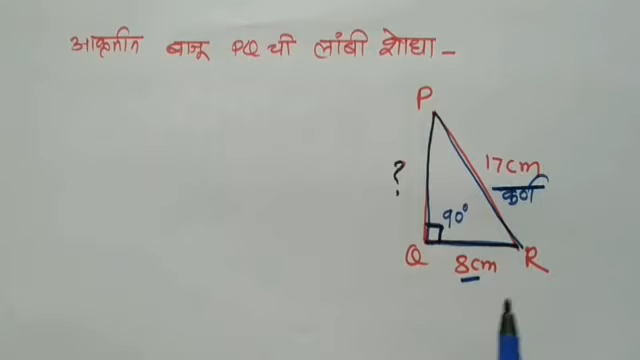 आकृतीत बाजू PQ ची लांबी शोधा –
P
17cm
कर्ण
?
90°
Q
8cm
R